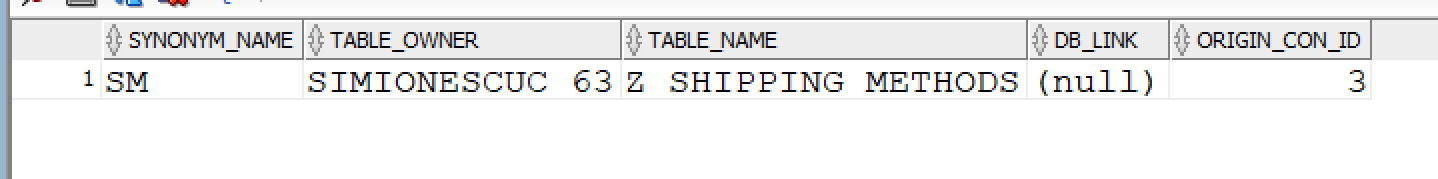 SYNONYM_NAME TABLE_OWNER TABLE_NAME DB_LINK ORIGIN_CON_ID
1 SM SIMIONESCUC 63 Z SHIPPING METHODS (null) 3